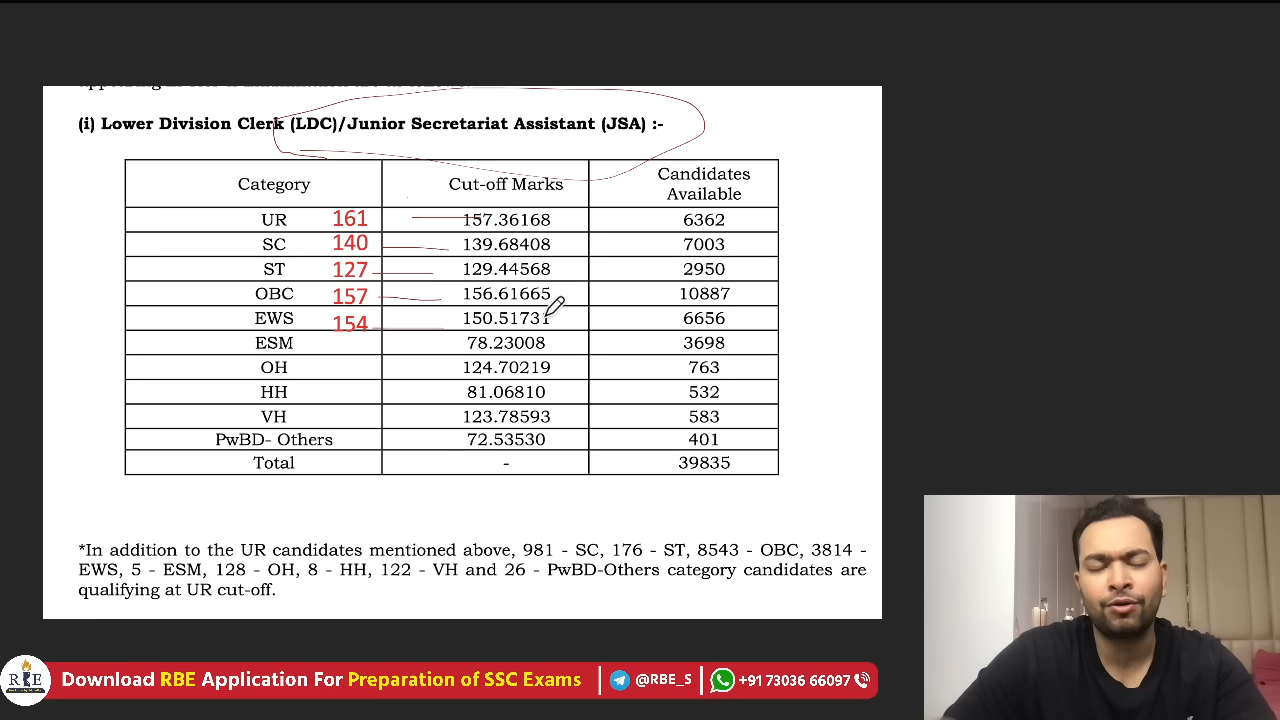 (i) Lower Division Clerk (LDC)/Junior Secretariat Assistant (JSA) :-
Category Cut-off Marks Candidates Available
UR 161 157.36168 6362
SC 140 139.68408 7003
ST 127 129.44568 2950
OBC 157 156.61665 10887
EWS 154 150.51731 6656
ESM 78.23008 3698
OH 124.70219 763
HH 81.06810 532
VH 123.78593 583
PwBD- Others 72.53530 401
Total - 39835
*In addition to the UR candidates mentioned above, 981 - SC, 176 - ST, 8543 - OBC, 3814 -
EWS, 5 - ESM, 128 - OH, 8 - HH, 122 - VH and 26 - PwBD-Others category candidates are
qualifying at UR cut-off.
RBE Download RBE Application For Preparation of SSC Exams @RBE_S +91 73036 66097